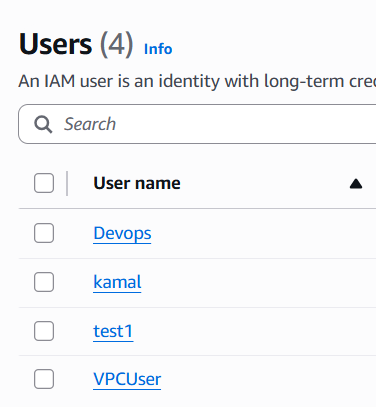 Users (4) Info
An IAM user is an identity with long-term
Search
User name
Devops
kamal
test1
VPCUser